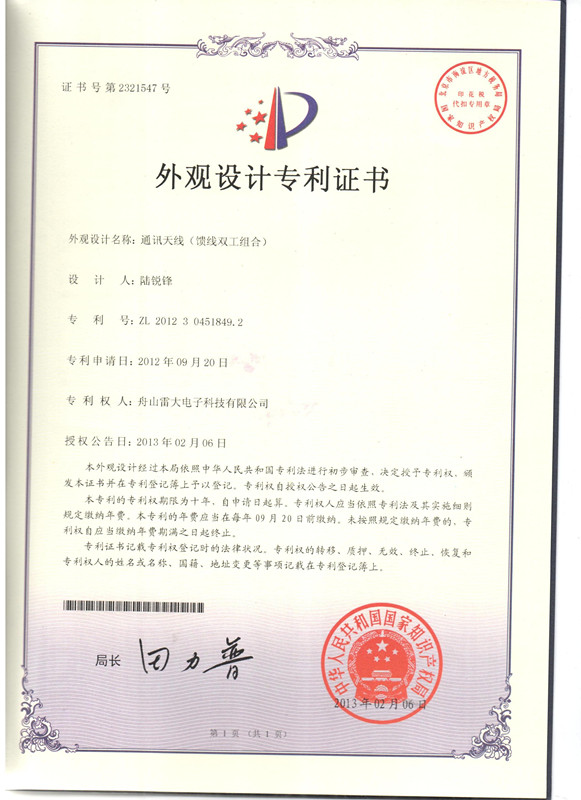 证书号第2321547号
北京市海淀区地方税务局
印花税
代扣专用章
国家知识产权局
外观设计专利证书
外观设计名称：通讯天线（馈线双工组合）
设计人：陆锐锋
专利号：ZL 2012 3 0451849.2
专利申请日：2012年09月20日
专利权人：舟山雷大电子科技有限公司
授权公告日：2013年02月06日
本外观设计经过本局依照中华人民共和国专利法进行初步审查，决定授予专利权，颁
发本证书并在专利登记簿上予以登记。专利权自授权公告之日起生效。
本专利的专利权期限为十年，自申请日起算。专利权人应当依照专利法及其实施细则
规定缴纳年费。本专利的年费应当在每年09月20日前缴纳。未按照规定缴纳年费的，专
利权自应当缴纳年费期满之日起终止。
专利证书记载专利权登记时的法律状况。专利权的转移、质押、无效、终止、恢复和
专利权人的姓名或名称、国籍、地址变更等事项记载在专利登记簿上。
局长
田力普
中华人民共和国国家知识产权局
2013年02月06日
第1页（共1页）